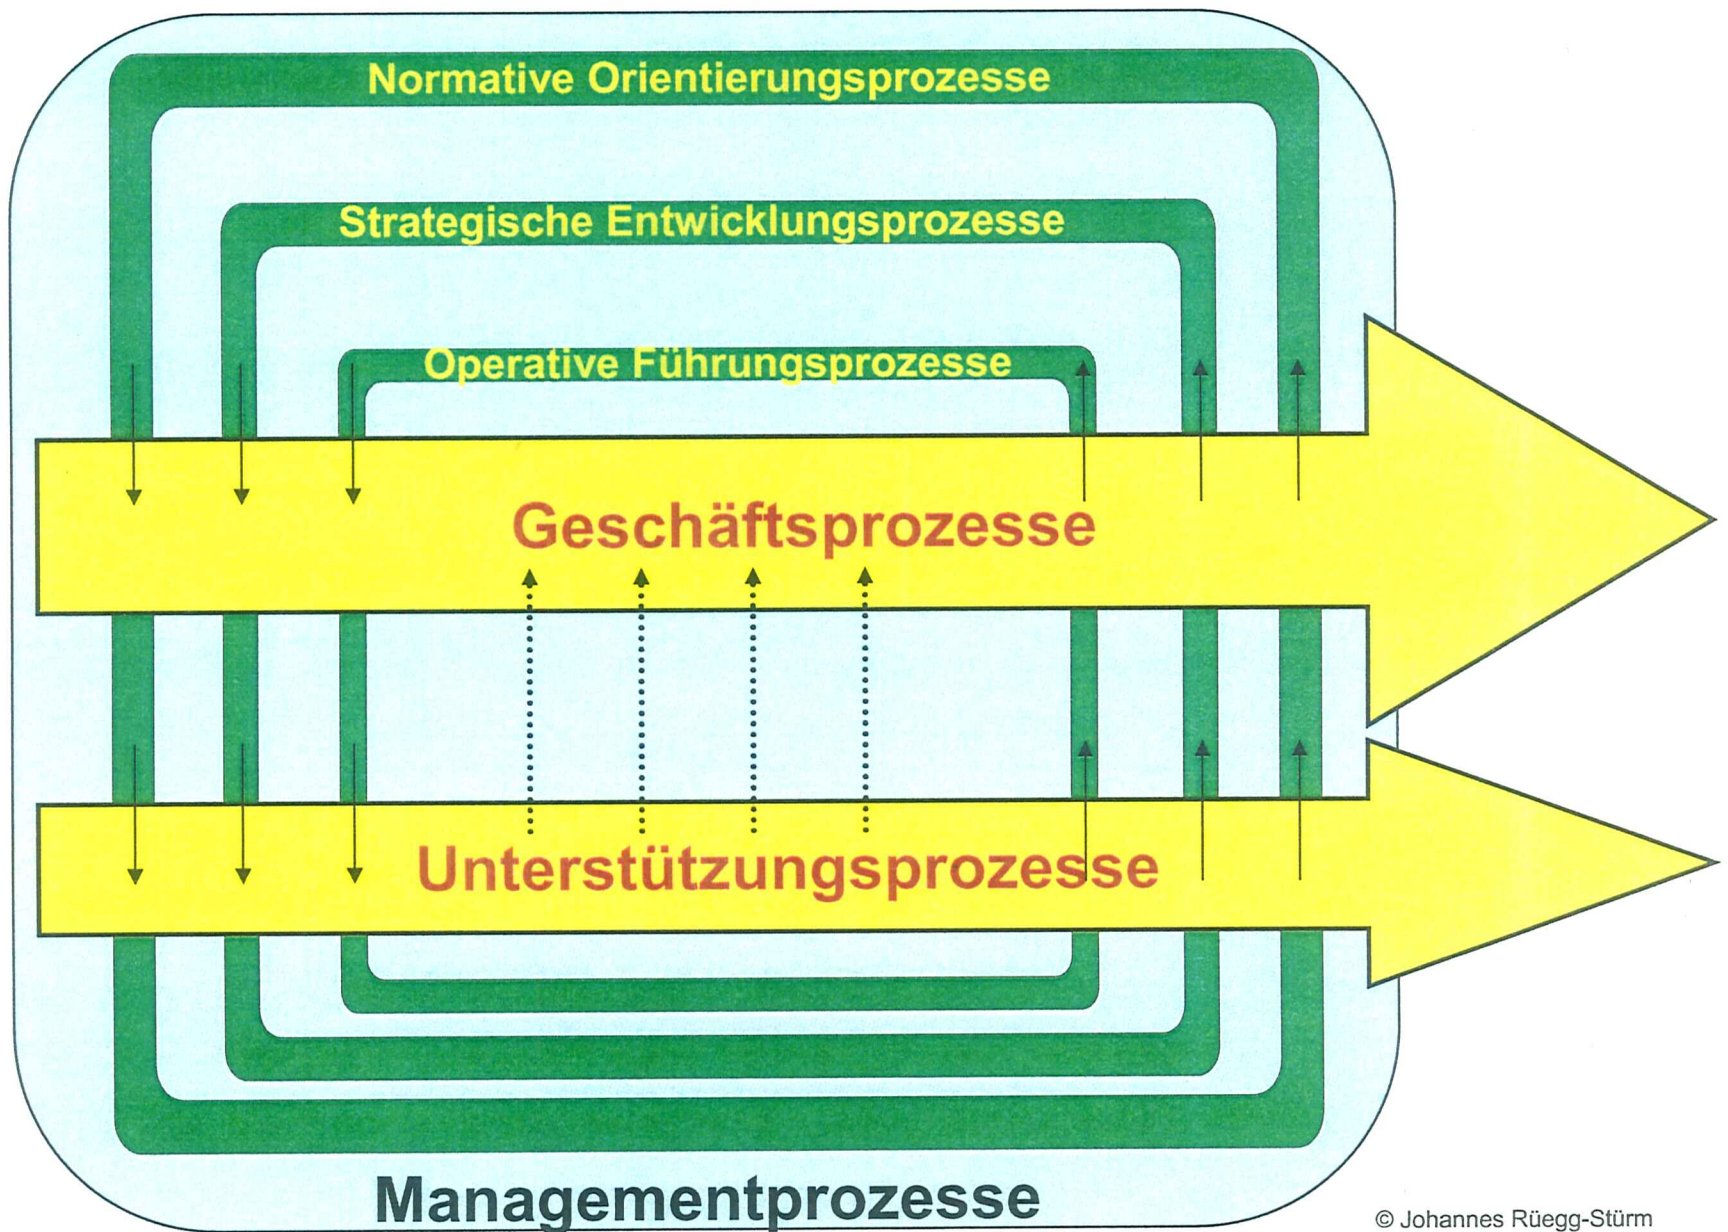 Normative Orientierungsprozesse
Strategische Entwicklungsprozesse
Operative Führungsprozesse
Geschäftsprozesse
Unterstützungsprozesse
Managementprozesse
© Johannes Rüegg-Stürm